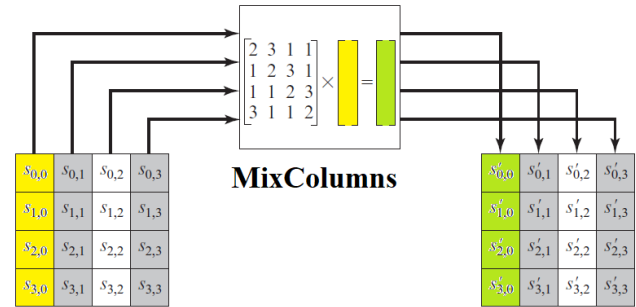 2 3 1 1
1 2 3 1
1 1 2 3
3 1 1 2
× =
MixColumns
s0,0 s0,1 s0,2 s0,3
s1,0 s1,1 s1,2 s1,3
s2,0 s2,1 s2,2 s2,3
s3,0 s3,1 s3,2 s3,3
s′0,0 s′0,1 s′0,2 s′0,3
s′1,0 s′1,1 s′1,2 s′1,3
s′2,0 s′2,1 s′2,2 s′2,3
s′3,0 s′3,1 s′3,2 s′3,3